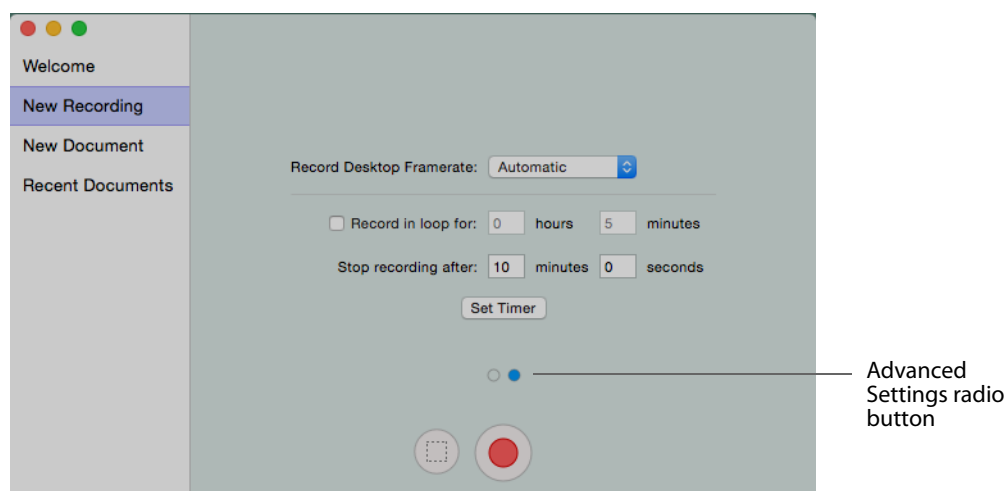 Welcome
New Recording
New Document
Recent Documents
Record Desktop Framerate: Automatic
Record in loop for: 0 hours 5 minutes
Stop recording after: 10 minutes 0 seconds
Set Timer
Advanced
Settings radio
button